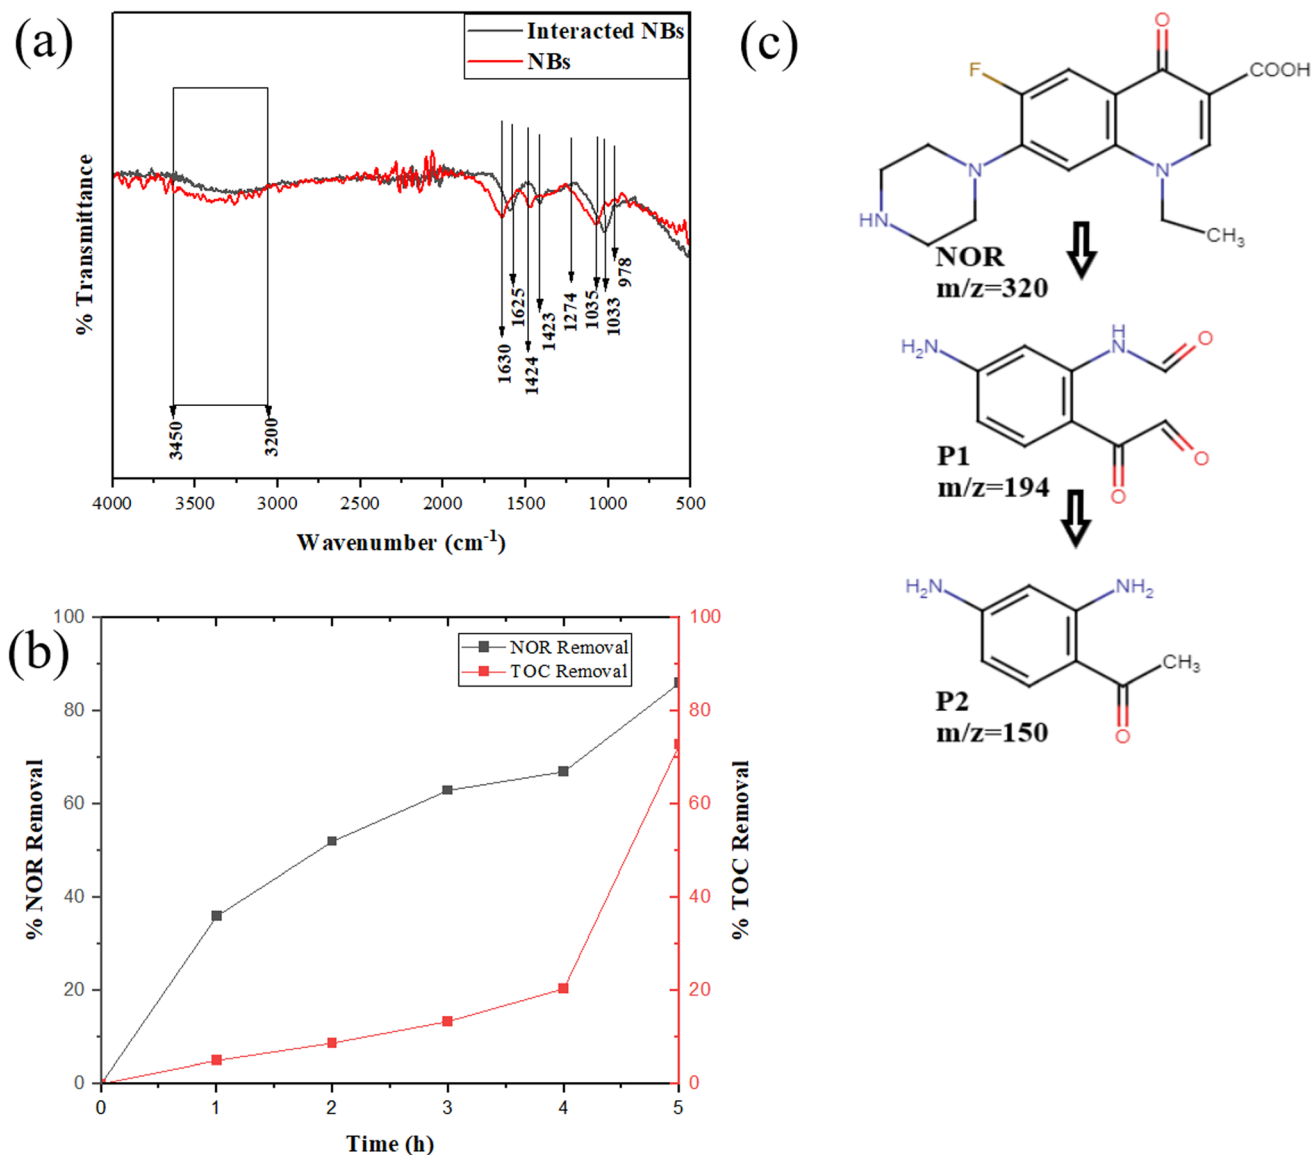 (a)
Interacted NBs
NBs
% Transmittance
3450
3200
1630
1625
1424
1423
1274
1035
1033
978
4000 3500 3000 2500 2000 1500 1000 500
Wavenumber (cm⁻¹)
(b)
NOR Removal
TOC Removal
% NOR Removal
100
80
60
40
20
0
% TOC Removal
100
80
60
40
20
0
0 1 2 3 4 5
Time (h)
(c)
O
F
COOH
N
N
HN
CH₃
NOR
m/z=320
H₂N
H
N
O
O
O
P1
m/z=194
H₂N
NH₂
CH₃
O
P2
m/z=150